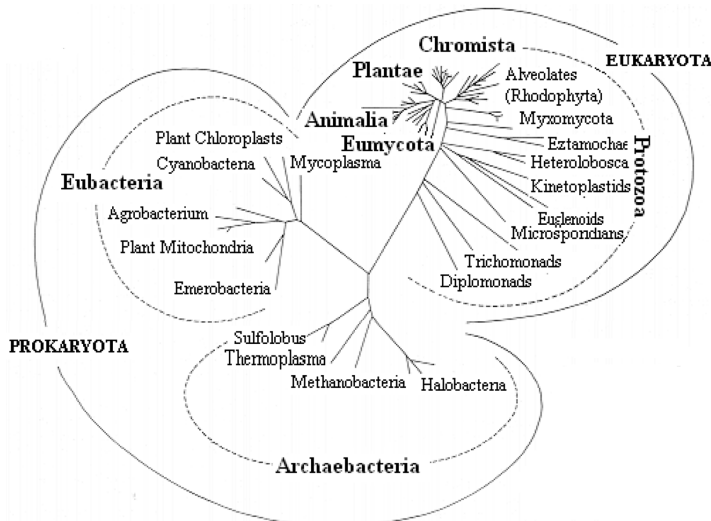 Chromista
EUKARYOTA
Plantae
Alveolates
(Rhodophyta)
Animalia
Myxomycota
Eumycota
Protozoa
Plant Chloroplasts
Eztamochae
Cyanobacteria
Mycoplasma
Heterolobosca
Eubacteria
Kinetoplastids
Agrobacterium
Euglenoids
Microsporidians
Plant Mitochondria
Trichomonads
Emerobacteria
Diplomonads
PROKARYOTA
Sulfolobus
Thermoplasma
Methanobacteria
Halobacteria
Archaebacteria